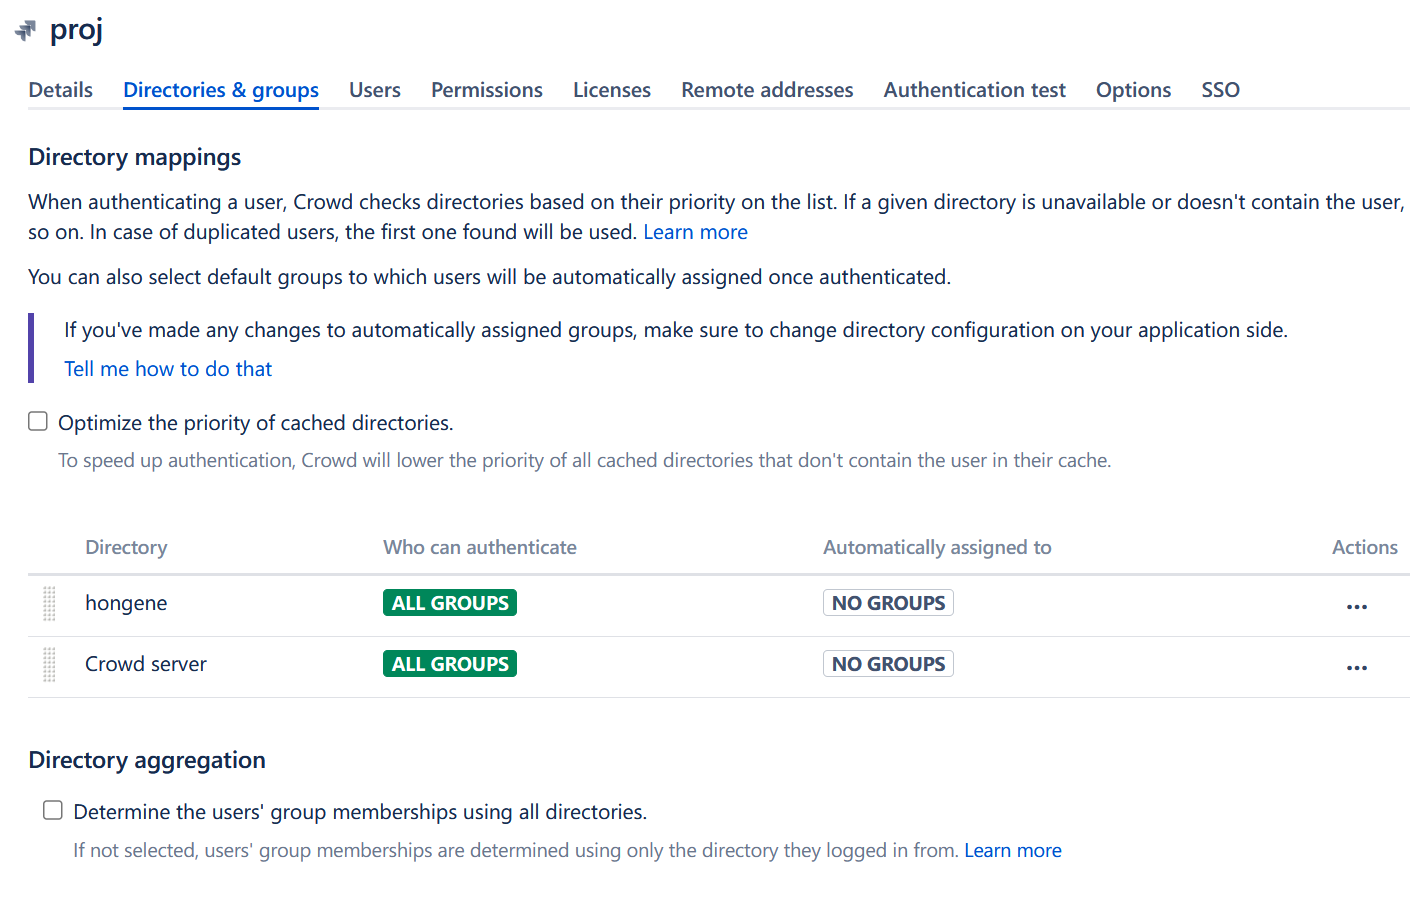 proj
Details Directories & groups Users Permissions Licenses Remote addresses Authentication test Options SSO
Directory mappings
When authenticating a user, Crowd checks directories based on their priority on the list. If a given directory is unavailable or doesn't contain the user,
so on. In case of duplicated users, the first one found will be used. Learn more
You can also select default groups to which users will be automatically assigned once authenticated.
If you've made any changes to automatically assigned groups, make sure to change directory configuration on your application side.
Tell me how to do that
Optimize the priority of cached directories.
To speed up authentication, Crowd will lower the priority of all cached directories that don't contain the user in their cache.
Directory Who can authenticate Automatically assigned to Actions
hongene ALL GROUPS NO GROUPS
Crowd server ALL GROUPS NO GROUPS
Directory aggregation
Determine the users' group memberships using all directories.
If not selected, users' group memberships are determined using only the directory they logged in from. Learn more